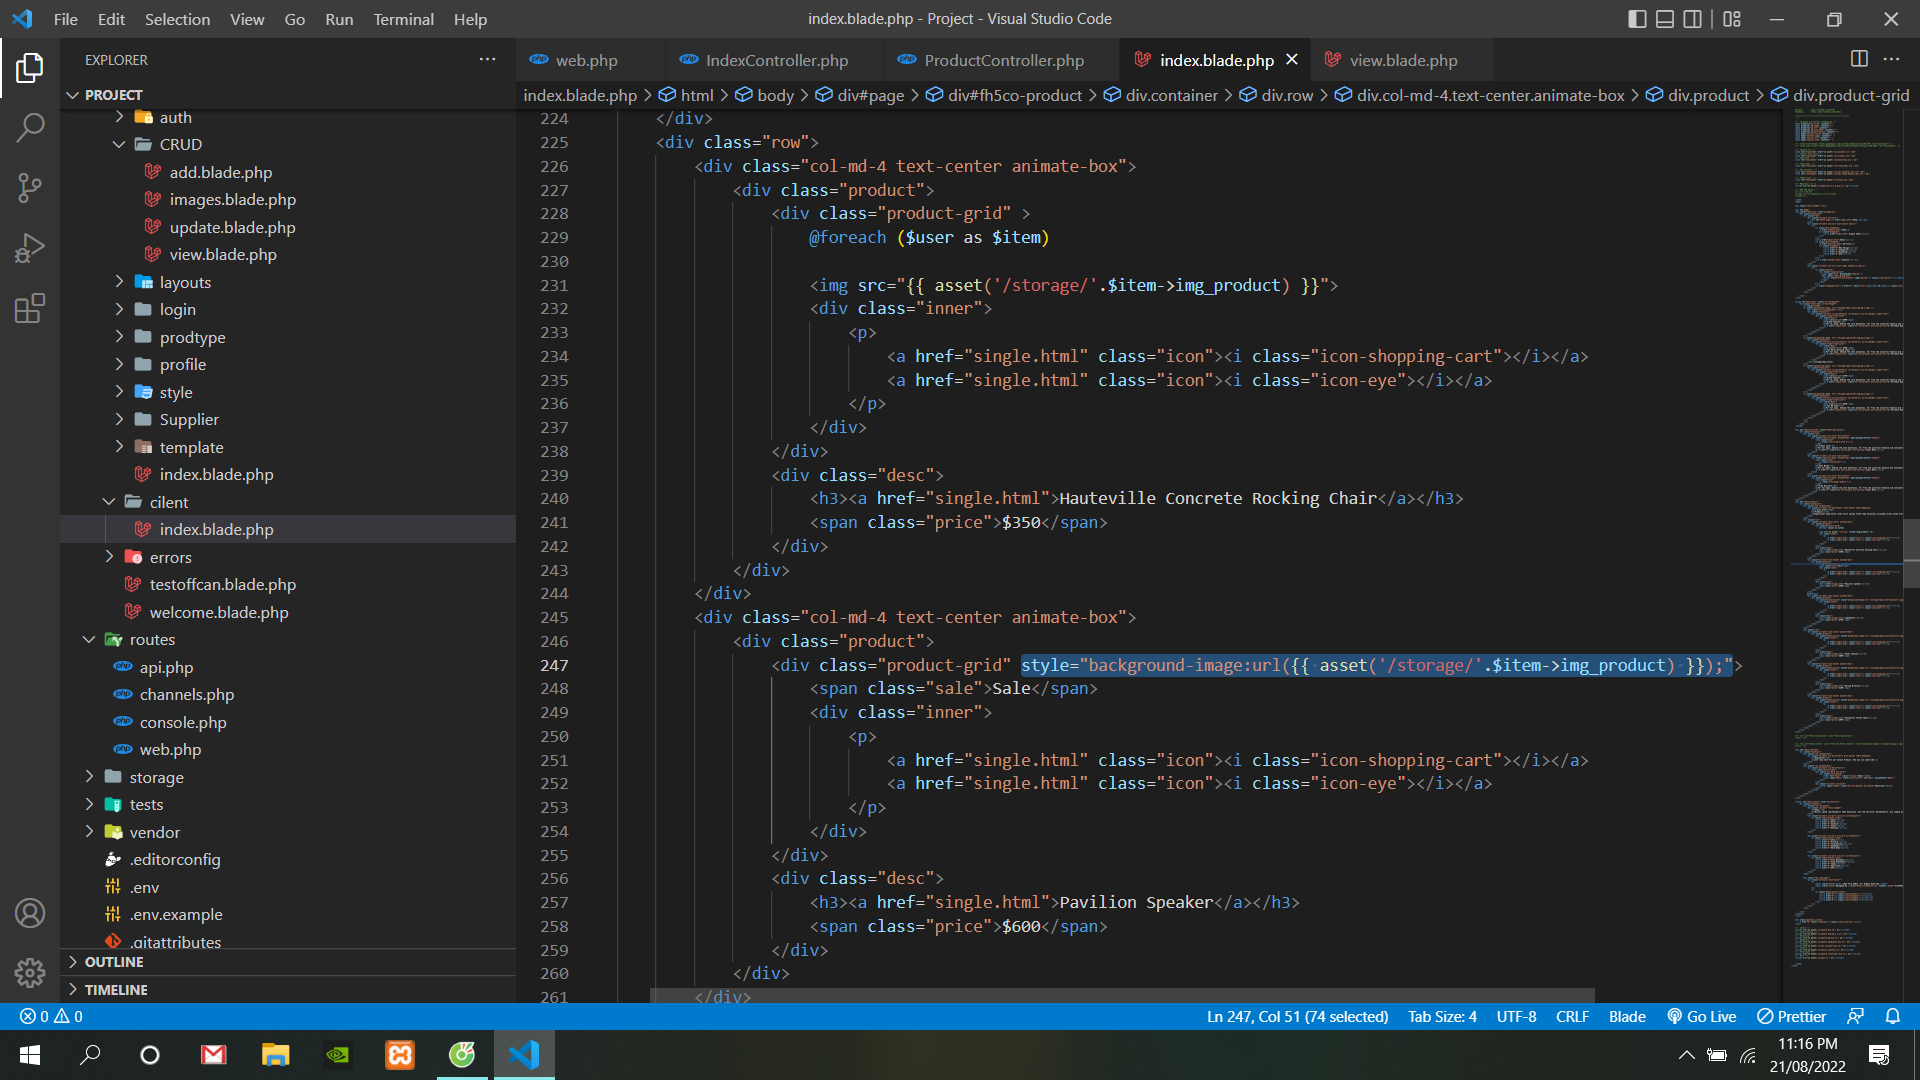 File Edit Selection View Go Run Terminal Help
index.blade.php - Project - Visual Studio Code
EXPLORER
PROJECT
auth
CRUD
add.blade.php
images.blade.php
update.blade.php
view.blade.php
layouts
login
prodtype
profile
style
Supplier
template
index.blade.php
cilent
index.blade.php
errors
testoffcan.blade.php
welcome.blade.php
routes
api.php
channels.php
console.php
web.php
storage
tests
vendor
.editorconfig
.env
.env.example
.gitattributes
OUTLINE
TIMELINE
web.php IndexController.php ProductController.php index.blade.php view.blade.php
index.blade.php > html > body > div#page > div#fh5co-product > div.container > div.row > div.col-md-4.text-center.animate-box > div.product > div.product-grid
224 </div>
225 <div class="row">
226 <div class="col-md-4 text-center animate-box">
227 <div class="product">
228 <div class="product-grid" >
229 @foreach ($user as $item)
230
231 <img src="{{ asset('/storage/'.$item->img_product) }}">
232 <div class="inner">
233 <p>
234 <a href="single.html" class="icon"><i class="icon-shopping-cart"></i></a>
235 <a href="single.html" class="icon"><i class="icon-eye"></i></a>
236 </p>
237 </div>
238 </div>
239 <div class="desc">
240 <h3><a href="single.html">Hauteville Concrete Rocking Chair</a></h3>
241 <span class="price">$350</span>
242 </div>
243 </div>
244 </div>
245 <div class="col-md-4 text-center animate-box">
246 <div class="product">
247 <div class="product-grid" style="background-image:url({{ asset('/storage/'.$item->img_product) }});">
248 <span class="sale">Sale</span>
249 <div class="inner">
250 <p>
251 <a href="single.html" class="icon"><i class="icon-shopping-cart"></i></a>
252 <a href="single.html" class="icon"><i class="icon-eye"></i></a>
253 </p>
254 </div>
255 </div>
256 <div class="desc">
257 <h3><a href="single.html">Pavilion Speaker</a></h3>
258 <span class="price">$600</span>
259 </div>
260 </div>
261 </div>
0 0
Ln 247, Col 51 (74 selected) Tab Size: 4 UTF-8 CRLF Blade Go Live Prettier
11:16 PM
21/08/2022